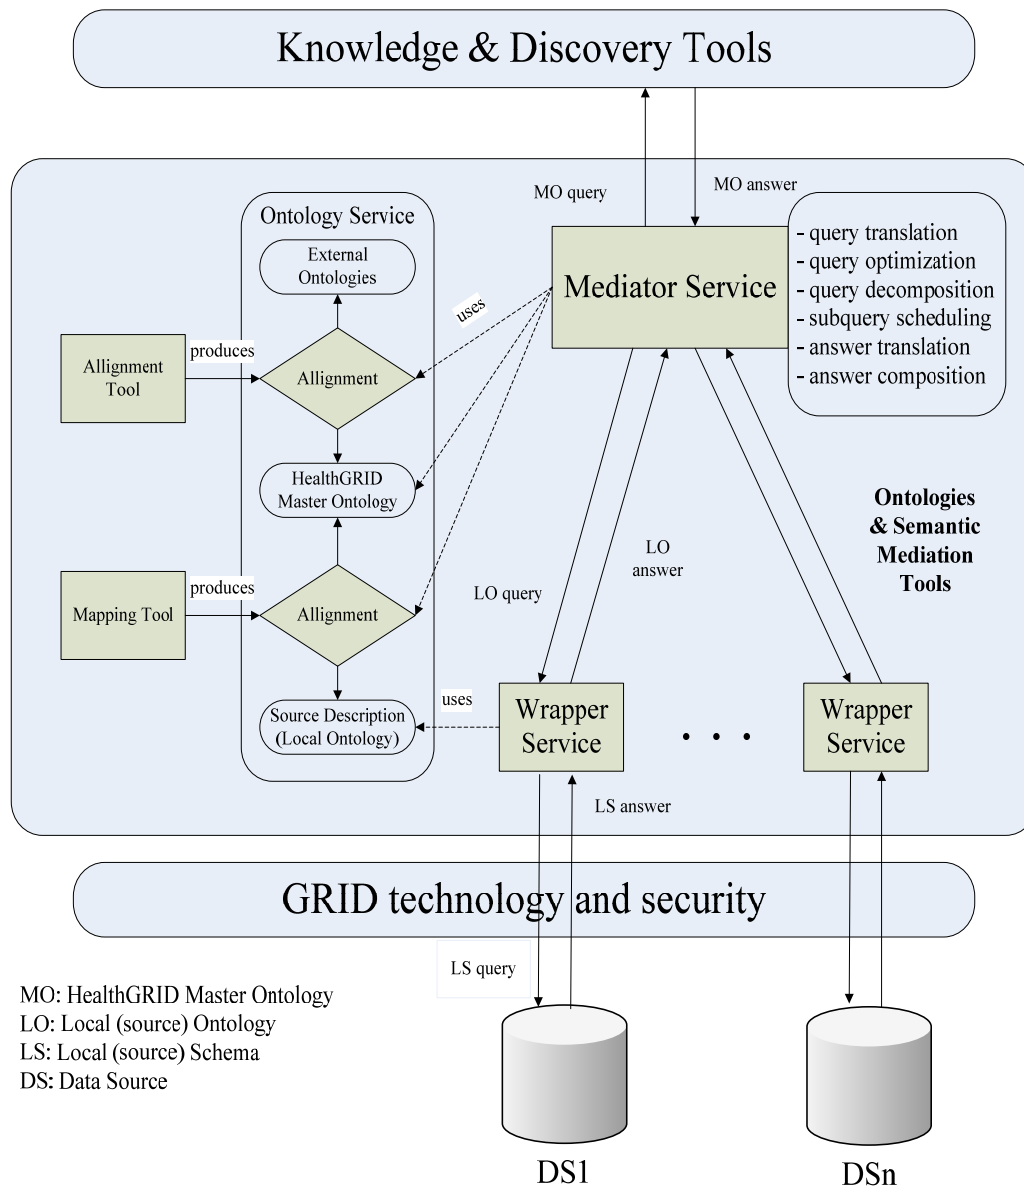 Knowledge & Discovery Tools
MO query
MO answer
Ontology Service
External
Ontologies
uses
Mediator Service
- query translation
- query optimization
- query decomposition
- subquery scheduling
- answer translation
- answer composition
Allignment
Tool
produces
Allignment
HealthGRID
Master Ontology
Ontologies
& Semantic
Mediation
Tools
LO
answer
LO query
Mapping Tool
produces
Allignment
Source Description
(Local Ontology)
uses
Wrapper
Service
. . .
Wrapper
Service
LS answer
GRID technology and security
LS query
MO: HealthGRID Master Ontology
LO: Local (source) Ontology
LS: Local (source) Schema
DS: Data Source
DS1
DSn